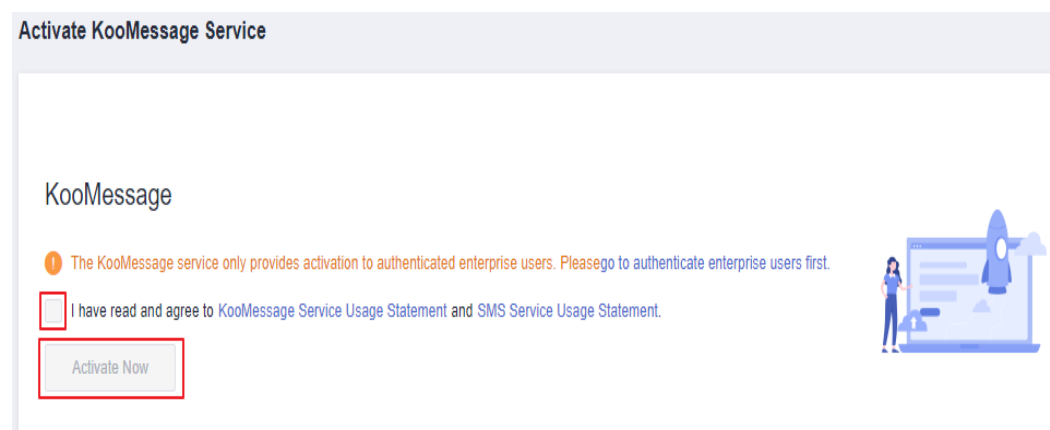 Activate KooMessage Service
KooMessage
The KooMessage service only provides activation to authenticated enterprise users. Pleasego to authenticate enterprise users first.
I have read and agree to KooMessage Service Usage Statement and SMS Service Usage Statement.
Activate Now